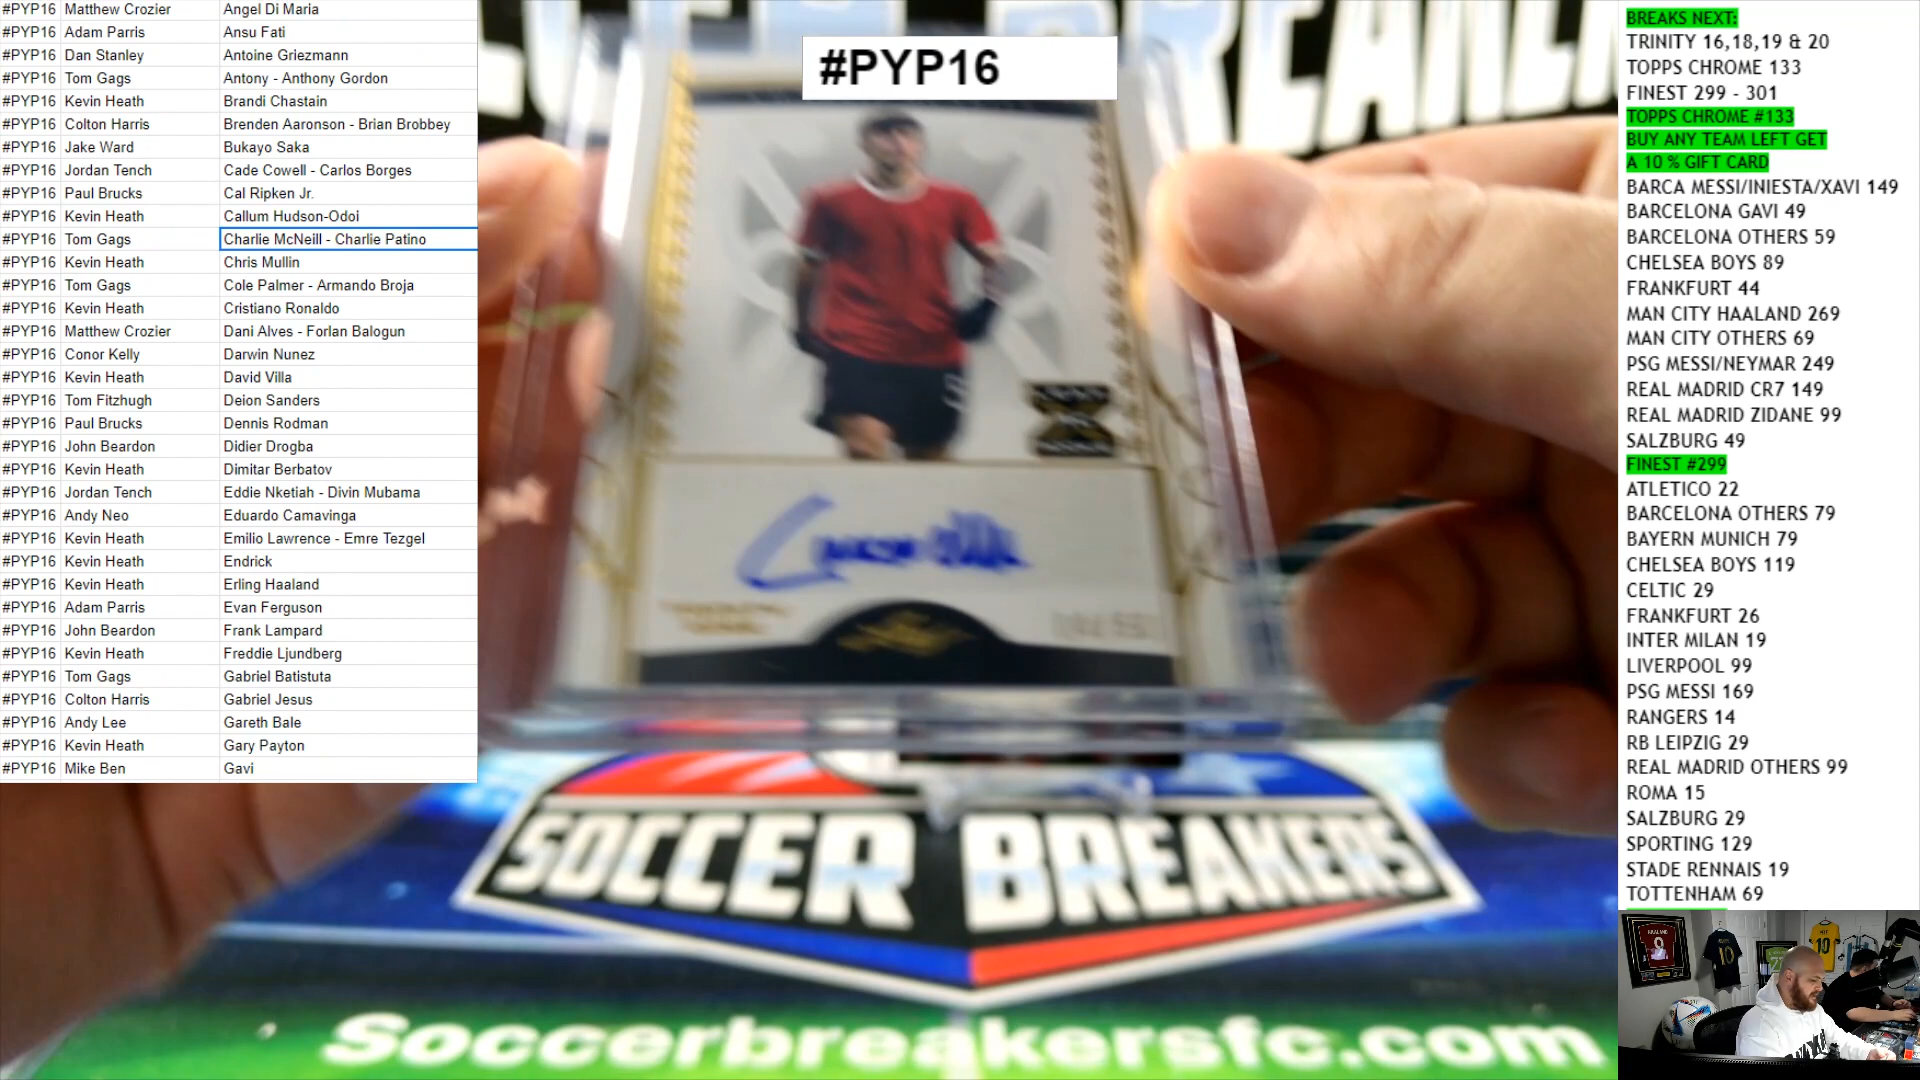 #PYP16 Matthew Crozier Angel Di Maria
#PYP16 Adam Parris Ansu Fati
#PYP16 Dan Stanley Antoine Griezmann
#PYP16 Tom Gags Antony - Anthony Gordon
#PYP16 Kevin Heath Brandi Chastain
#PYP16 Colton Harris Brenden Aaronson - Brian Brobbey
#PYP16 Jake Ward Bukayo Saka
#PYP16 Jordan Tench Cade Cowell - Carlos Borges
#PYP16 Paul Brucks Cal Ripken Jr.
#PYP16 Kevin Heath Callum Hudson-Odoi
#PYP16 Tom Gags Charlie McNeill - Charlie Patino
#PYP16 Kevin Heath Chris Mullin
#PYP16 Tom Gags Cole Palmer - Armando Broja
#PYP16 Kevin Heath Cristiano Ronaldo
#PYP16 Matthew Crozier Dani Alves - Forlan Balogun
#PYP16 Conor Kelly Darwin Nunez
#PYP16 Kevin Heath David Villa
#PYP16 Tom Fitzhugh Deion Sanders
#PYP16 Paul Brucks Dennis Rodman
#PYP16 John Beardon Didier Drogba
#PYP16 Kevin Heath Dimitar Berbatov
#PYP16 Jordan Tench Eddie Nketiah - Divin Mubama
#PYP16 Andy Neo Eduardo Camavinga
#PYP16 Kevin Heath Emilio Lawrence - Emre Tezgel
#PYP16 Kevin Heath Endrick
#PYP16 Kevin Heath Erling Haaland
#PYP16 Adam Parris Evan Ferguson
#PYP16 John Beardon Frank Lampard
#PYP16 Kevin Heath Freddie Ljundberg
#PYP16 Tom Gags Gabriel Batistuta
#PYP16 Colton Harris Gabriel Jesus
#PYP16 Andy Lee Gareth Bale
#PYP16 Kevin Heath Gary Payton
#PYP16 Mike Ben Gavi
#PYP16
SOCCER BREAKERS
Soccerbreakersfc.com
BREAKS NEXT:
TRINITY 16,18,19 & 20
TOPPS CHROME 133
FINEST 299 - 301
TOPPS CHROME #133
BUY ANY TEAM LEFT GET
A 10 % GIFT CARD
BARCA MESSI/INIESTA/XAVI 149
BARCELONA GAVI 49
BARCELONA OTHERS 59
CHELSEA BOYS 89
FRANKFURT 44
MAN CITY HAALAND 269
MAN CITY OTHERS 69
PSG MESSI/NEYMAR 249
REAL MADRID CR7 149
REAL MADRID ZIDANE 99
SALZBURG 49
FINEST #299
ATLETICO 22
BARCELONA OTHERS 79
BAYERN MUNICH 79
CHELSEA BOYS 119
CELTIC 29
FRANKFURT 26
INTER MILAN 19
LIVERPOOL 99
PSG MESSI 169
RANGERS 14
RB LEIPZIG 29
REAL MADRID OTHERS 99
ROMA 15
SALZBURG 29
SPORTING 129
STADE RENNAIS 19
TOTTENHAM 69